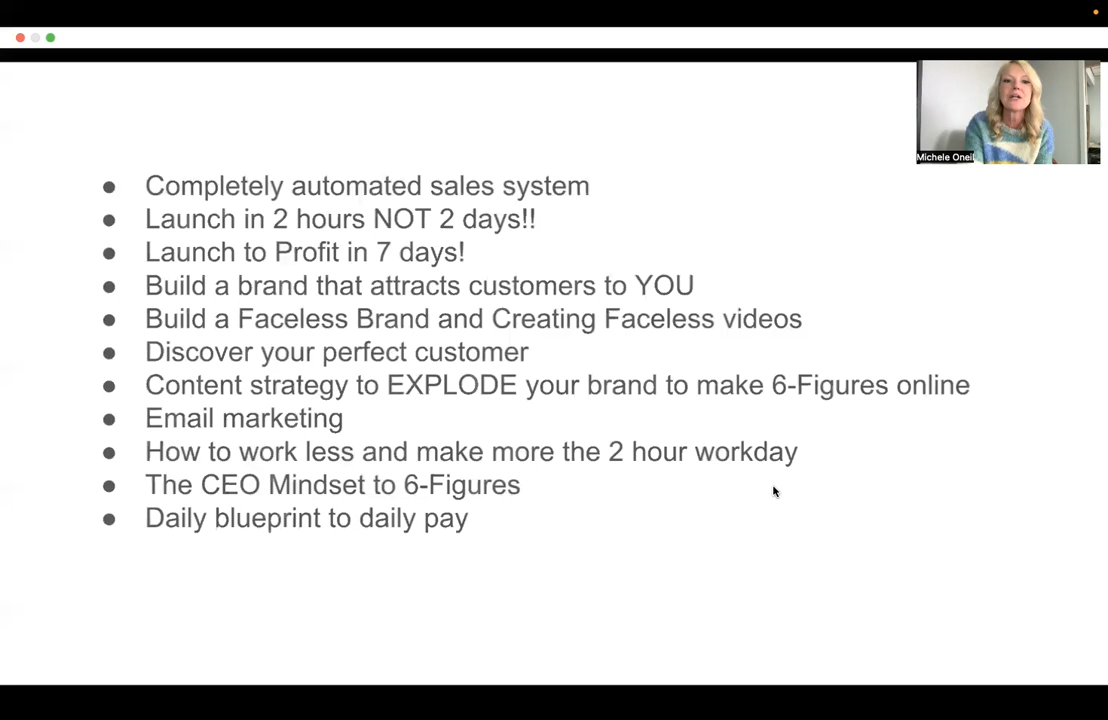 Michele Oneil
● Completely automated sales system
● Launch in 2 hours NOT 2 days!!
● Launch to Profit in 7 days!
● Build a brand that attracts customers to YOU
● Build a Faceless Brand and Creating Faceless videos
● Discover your perfect customer
● Content strategy to EXPLODE your brand to make 6-Figures online
● Email marketing
● How to work less and make more the 2 hour workday
● The CEO Mindset to 6-Figures
● Daily blueprint to daily pay